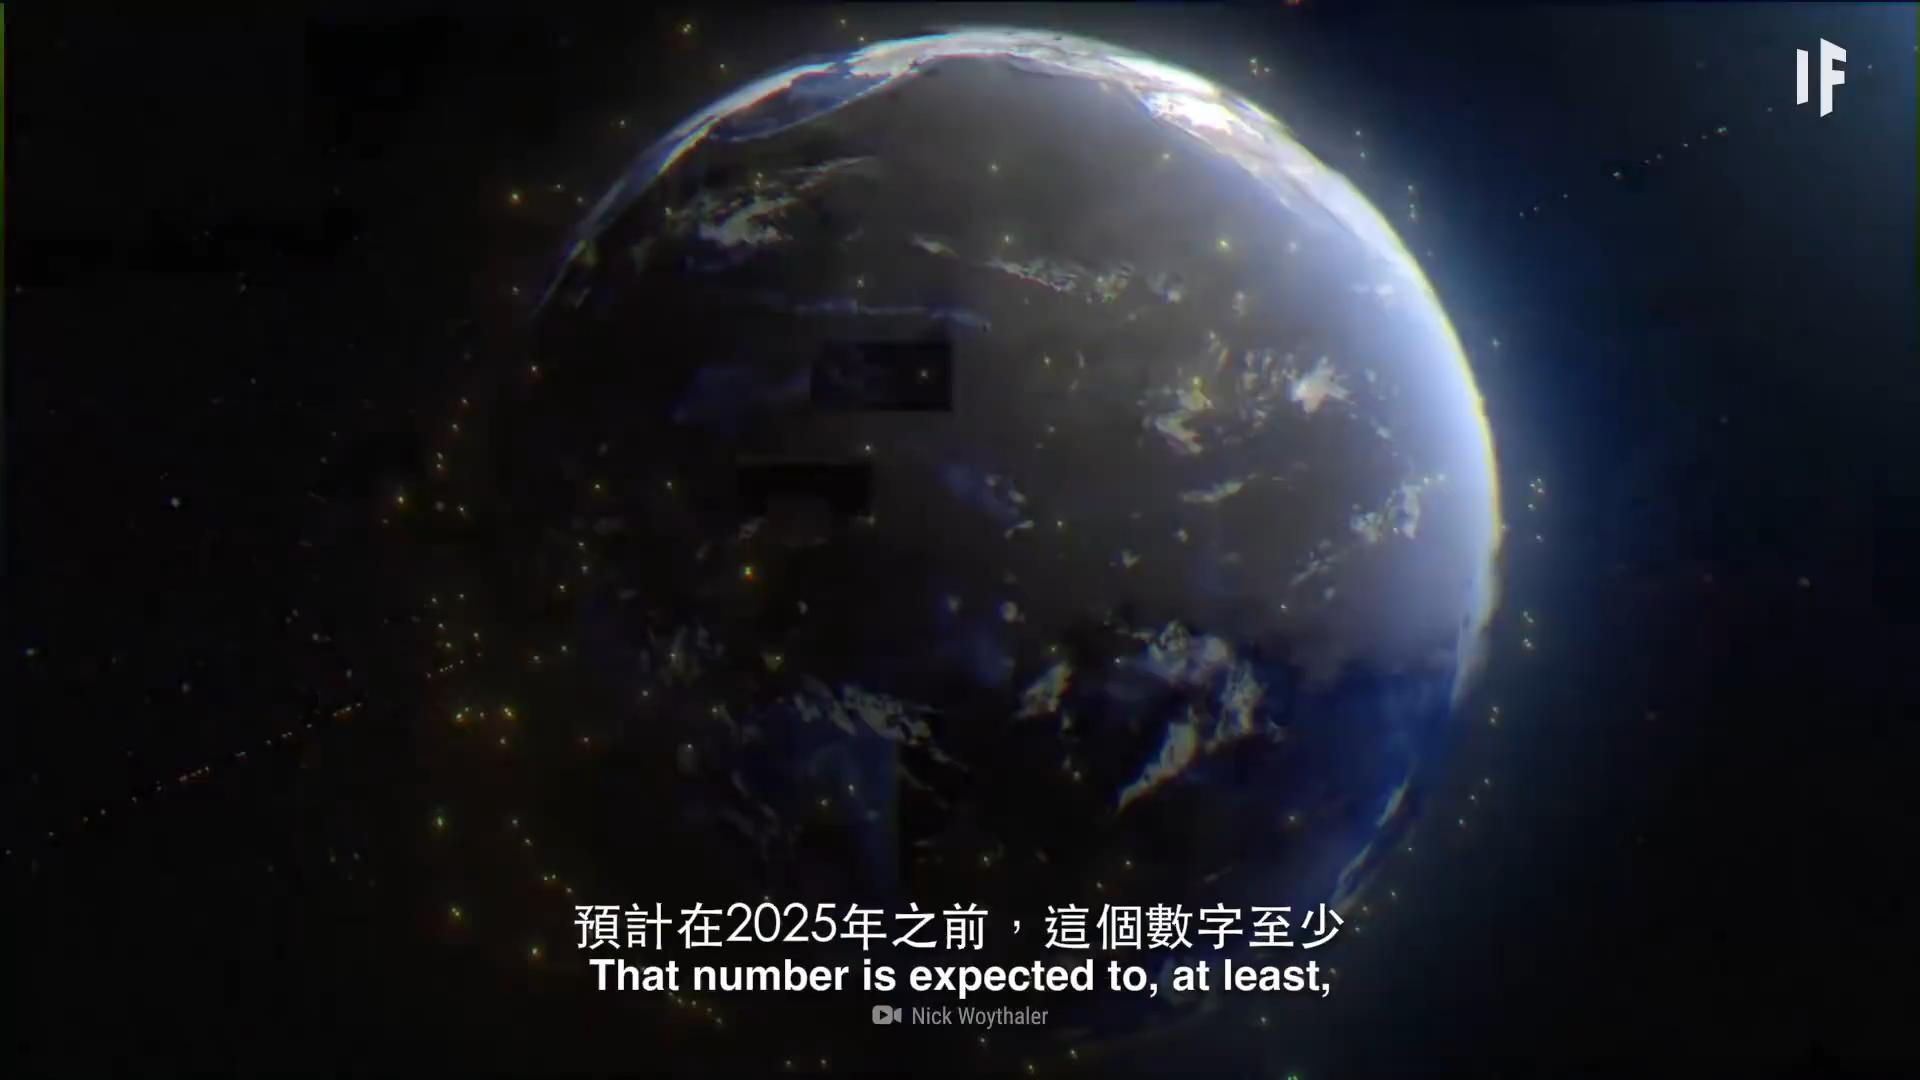 IF
預計在2025年之前，這個數字至少
That number is expected to, at least,
Nick Woythaler